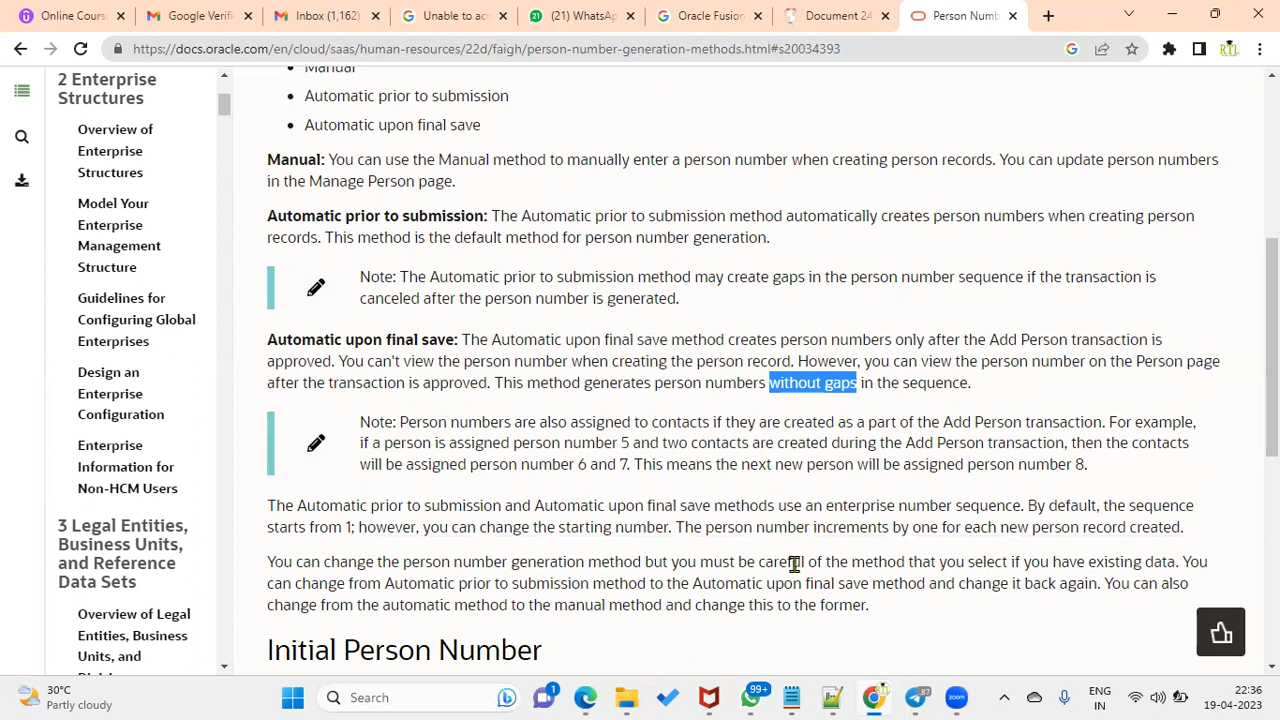 Online Cours
Google Verifi
Inbox (1,162)
Unable to ac
(21) WhatsAp
Oracle Fusion
Document 24
Person Numb
https://docs.oracle.com/en/cloud/saas/human-resources/22d/faigh/person-number-generation-methods.html#s20034393
2 Enterprise
Structures
Overview of
Enterprise
Structures
Model Your
Enterprise
Management
Structure
Guidelines for
Configuring Global
Enterprises
Design an
Enterprise
Configuration
Enterprise
Information for
Non-HCM Users
3 Legal Entities,
Business Units,
and Reference
Data Sets
Overview of Legal
Entities, Business
Units, and
Manual
Automatic prior to submission
Automatic upon final save
Manual: You can use the Manual method to manually enter a person number when creating person records. You can update person numbers
in the Manage Person page.
Automatic prior to submission: The Automatic prior to submission method automatically creates person numbers when creating person
records. This method is the default method for person number generation.
Note: The Automatic prior to submission method may create gaps in the person number sequence if the transaction is
canceled after the person number is generated.
Automatic upon final save: The Automatic upon final save method creates person numbers only after the Add Person transaction is
approved. You can't view the person number when creating the person record. However, you can view the person number on the Person page
after the transaction is approved. This method generates person numbers without gaps in the sequence.
Note: Person numbers are also assigned to contacts if they are created as a part of the Add Person transaction. For example,
if a person is assigned person number 5 and two contacts are created during the Add Person transaction, then the contacts
will be assigned person number 6 and 7. This means the next new person will be assigned person number 8.
The Automatic prior to submission and Automatic upon final save methods use an enterprise number sequence. By default, the sequence
starts from 1; however, you can change the starting number. The person number increments by one for each new person record created.
You can change the person number generation method but you must be careful of the method that you select if you have existing data. You
can change from Automatic prior to submission method to the Automatic upon final save method and change it back again. You can also
change from the automatic method to the manual method and change this to the former.
Initial Person Number
30°C
Partly cloudy
Search
1
99+
87
ENG
IN
22:36
19-04-2023